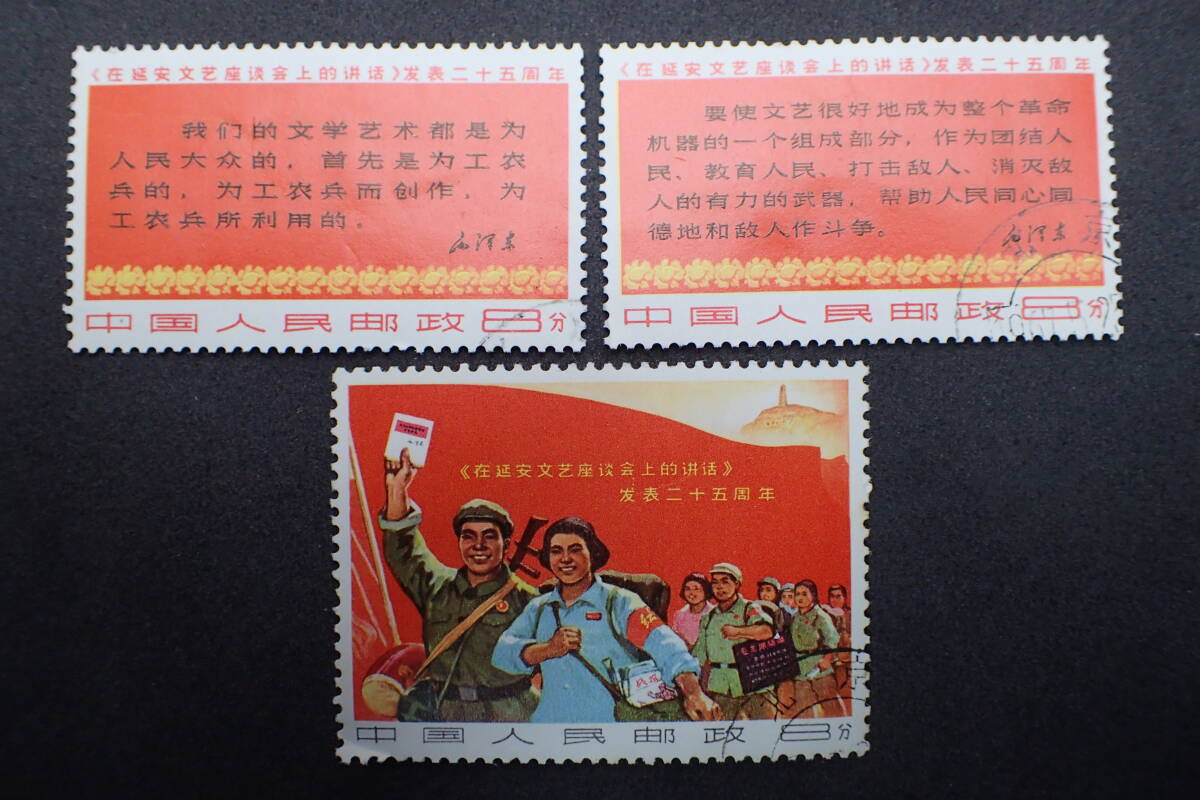 《在延安文艺座谈会上的讲话》发表二十五周年
我们的文学艺术都是为
人民大众的，首先是为工农
兵的，为工农兵而创作，为
工农兵所利用的。
毛泽东
中国人民邮政 8分
《在延安文艺座谈会上的讲话》发表二十五周年
要使文艺很好地成为整个革命
机器的一个组成部分，作为团结人
民、教育人民、打击敌人、消灭敌
人的有力的武器，帮助人民同心同
德地和敌人作斗争。
毛泽东
京
中国人民邮政 8分
《在延安文艺座谈会上的讲话》
发表二十五周年
红
毛主席语录
北京
中国人民邮政 8分